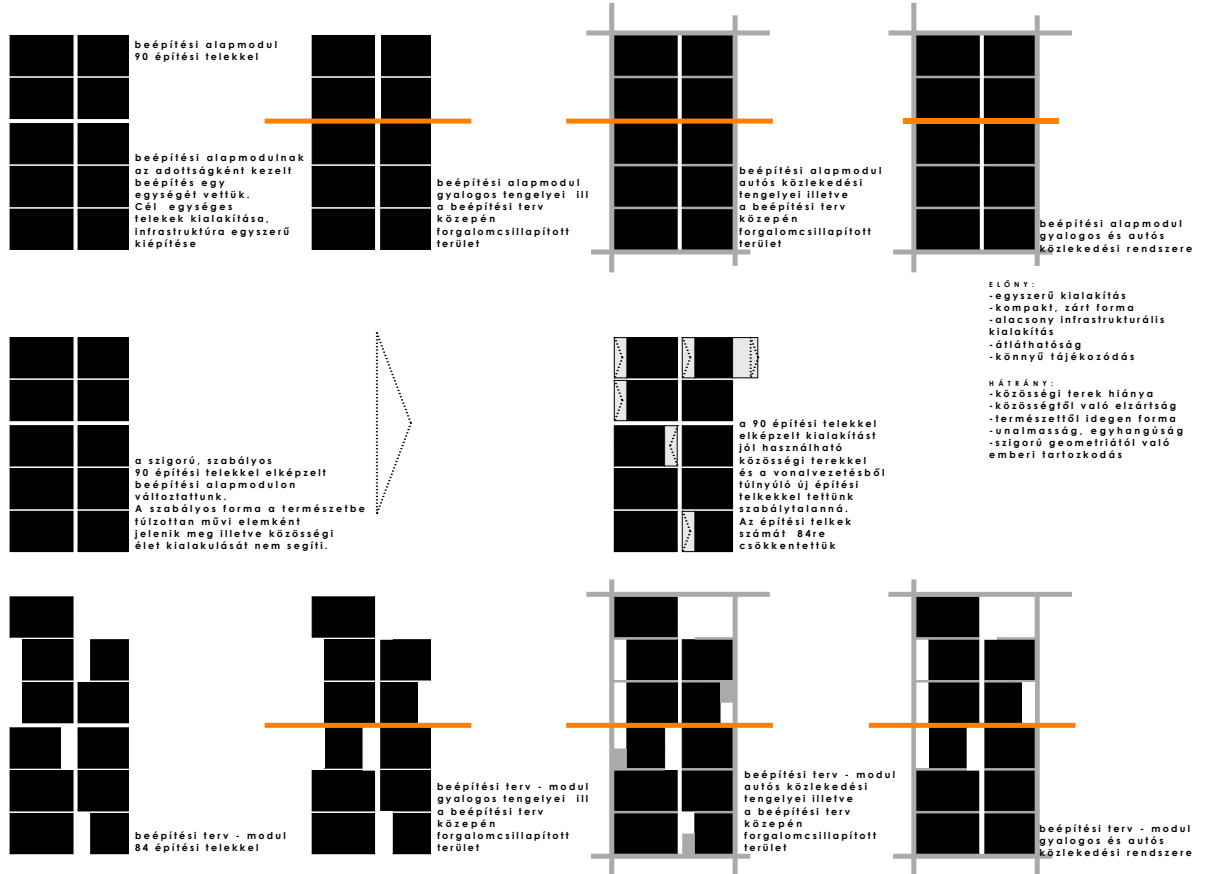 beépítési alapmodul
90 építési telekkel
beépítési alapmodulnak
az adottságként kezelt
beépítés egy
egységét vettük.
Cél egységes
telekek kialakítása,
infrastruktúra egyszerű
kiépítése
beépítési alapmodul
gyalogos tengelyei ill
a beépítési terv
közepén
forgalomcsillapított
terület
beépítési alapmodul
autós közlekedési
tengelyei illetve
a beépítési terv
közepén
forgalomcsillapított
terület
beépítési alapmodul
gyalogos és autós
közlekedési rendszere
ELŐNY:
-egyszerű kialakítás
-kompakt, zárt forma
-alacsony infrastrukturális
kialakítás
-átláthatóság
-könnyű tájékozódás
HÁTRÁNY:
-közösségi terek hiánya
-közösségtől való elzártság
-természettől idegen forma
-unalmasság, egyhangúság
-szigorú geometriától való
emberi tartozkodás
a szigorú, szabályos
90 építési telekkel elképzelt
beépítési alapmodulon
változtattunk.
A szabályos forma a természetbe
túlzottan művi elemként
jelenik meg illetve közösségi
élet kialakulását nem segíti.
a 90 építési telekkel
elképzelt kialakítást
jól használható
közösségi terekkel
és a vonalvezetésből
túlnyúló új építési
telkekkel tettünk
szabálytalanná.
Az építési telkek
számát 84re
csökkentettük
beépítési terv - modul
84 építési telekkel
beépítési terv - modul
gyalogos tengelyei ill
a beépítési terv
közepén
forgalomcsillapított
terület
beépítési terv - modul
autós közlekedési
tengelyei illetve
a beépítési terv
közepén
forgalomcsillapított
terület
beépítési terv - modul
gyalogos és autós
közlekedési rendszere